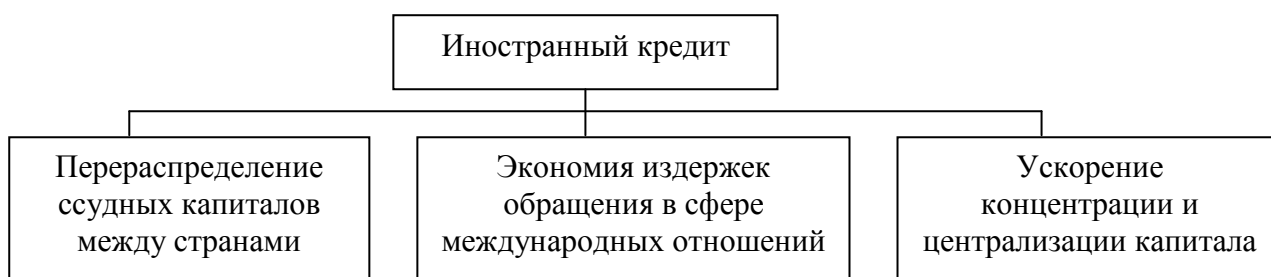 Иностранный кредит
Перераспределение
ссудных капиталов
между странами
Экономия издержек
обращения в сфере
международных отношений
Ускорение
концентрации и
централизации капитала